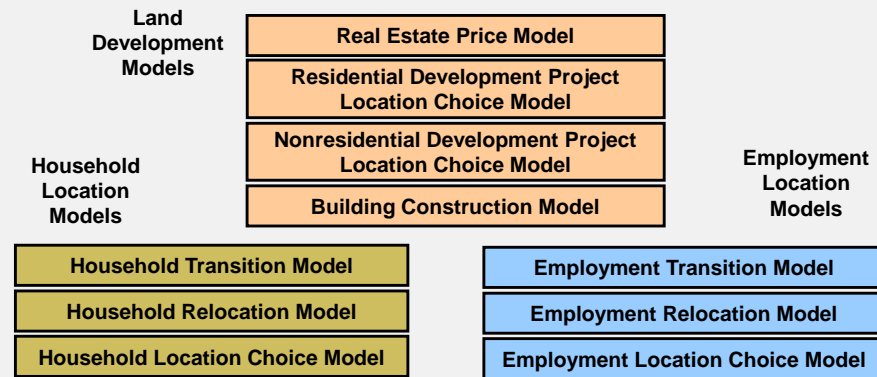 Land
Development
Models
Real Estate Price Model
Residential Development Project
Location Choice Model
Nonresidential Development Project
Location Choice Model
Building Construction Model
Household
Location
Models
Employment
Location
Models
Household Transition Model
Household Relocation Model
Household Location Choice Model
Employment Transition Model
Employment Relocation Model
Employment Location Choice Model